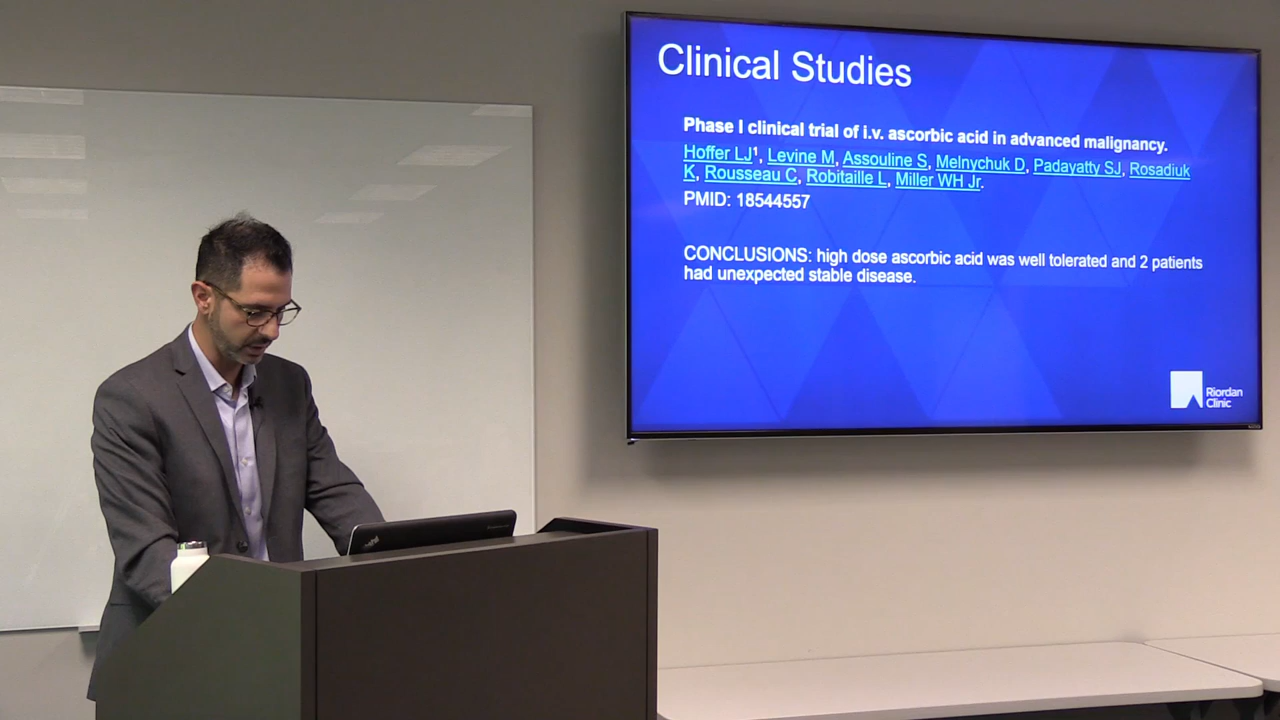 Clinical Studies
Phase I clinical trial of i.v. ascorbic acid in advanced malignancy.
Hoffer LJ¹, Levine M, Assouline S, Melnychuk D, Padayatty SJ, Rosadiuk
K, Rousseau C, Robitaille L, Miller WH Jr.
PMID: 18544557
CONCLUSIONS: high dose ascorbic acid was well tolerated and 2 patients
had unexpected stable disease.
Riordan
Clinic